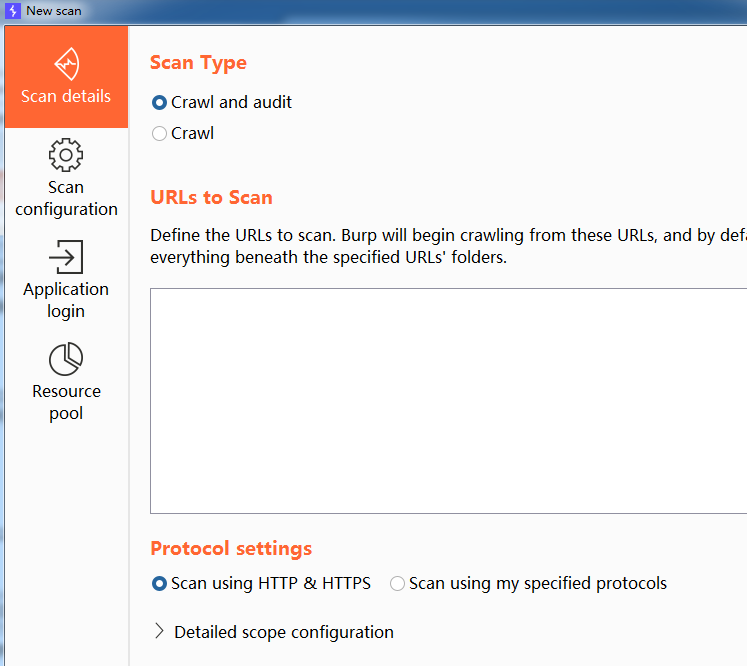 New scan
Scan details
Scan
configuration
Application
login
Resource
pool
Scan Type
Crawl and audit
Crawl
URLs to Scan
Define the URLs to scan. Burp will begin crawling from these URLs, and by defa
everything beneath the specified URLs' folders.
Protocol settings
Scan using HTTP & HTTPS
Scan using my specified protocols
Detailed scope configuration